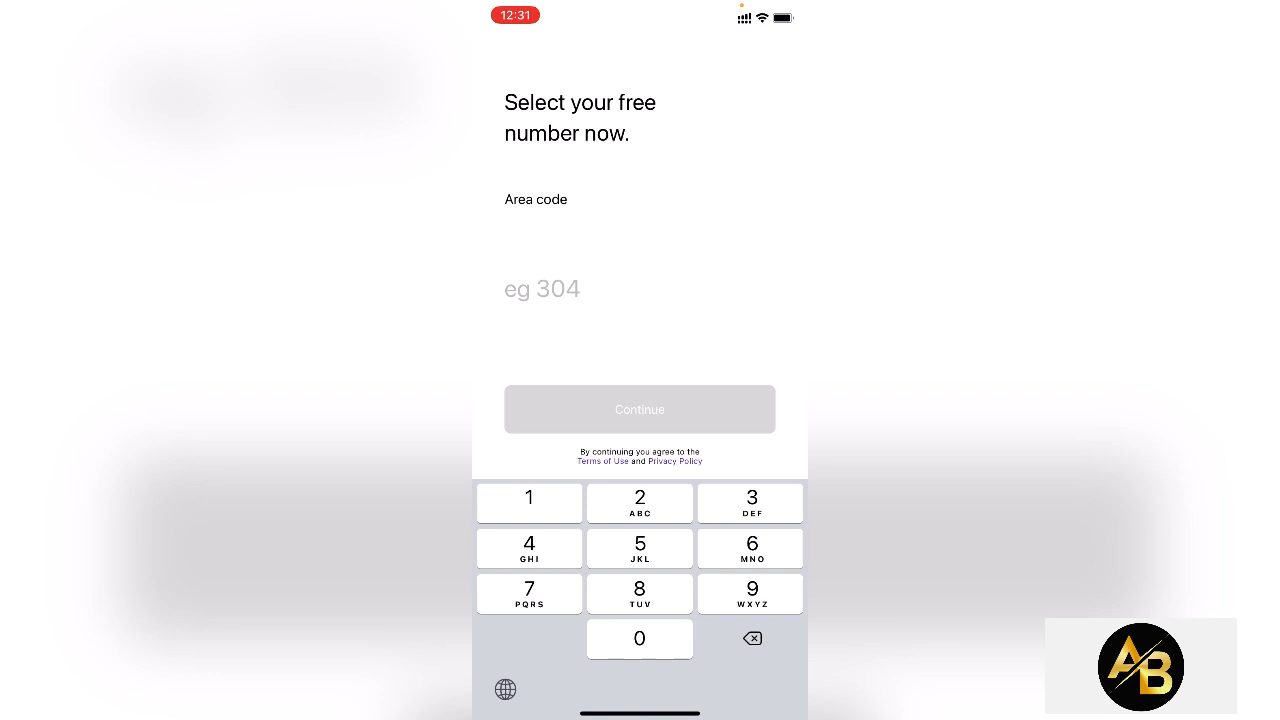 12:31
Select your free
number now.
Area code
eg 304
Continue
By continuing you agree to the
Terms of Use and Privacy Policy
1 2 3
ABC DEF
4 5 6
GHI JKL MNO
7 8 9
PQRS TUV WXYZ
0
AB